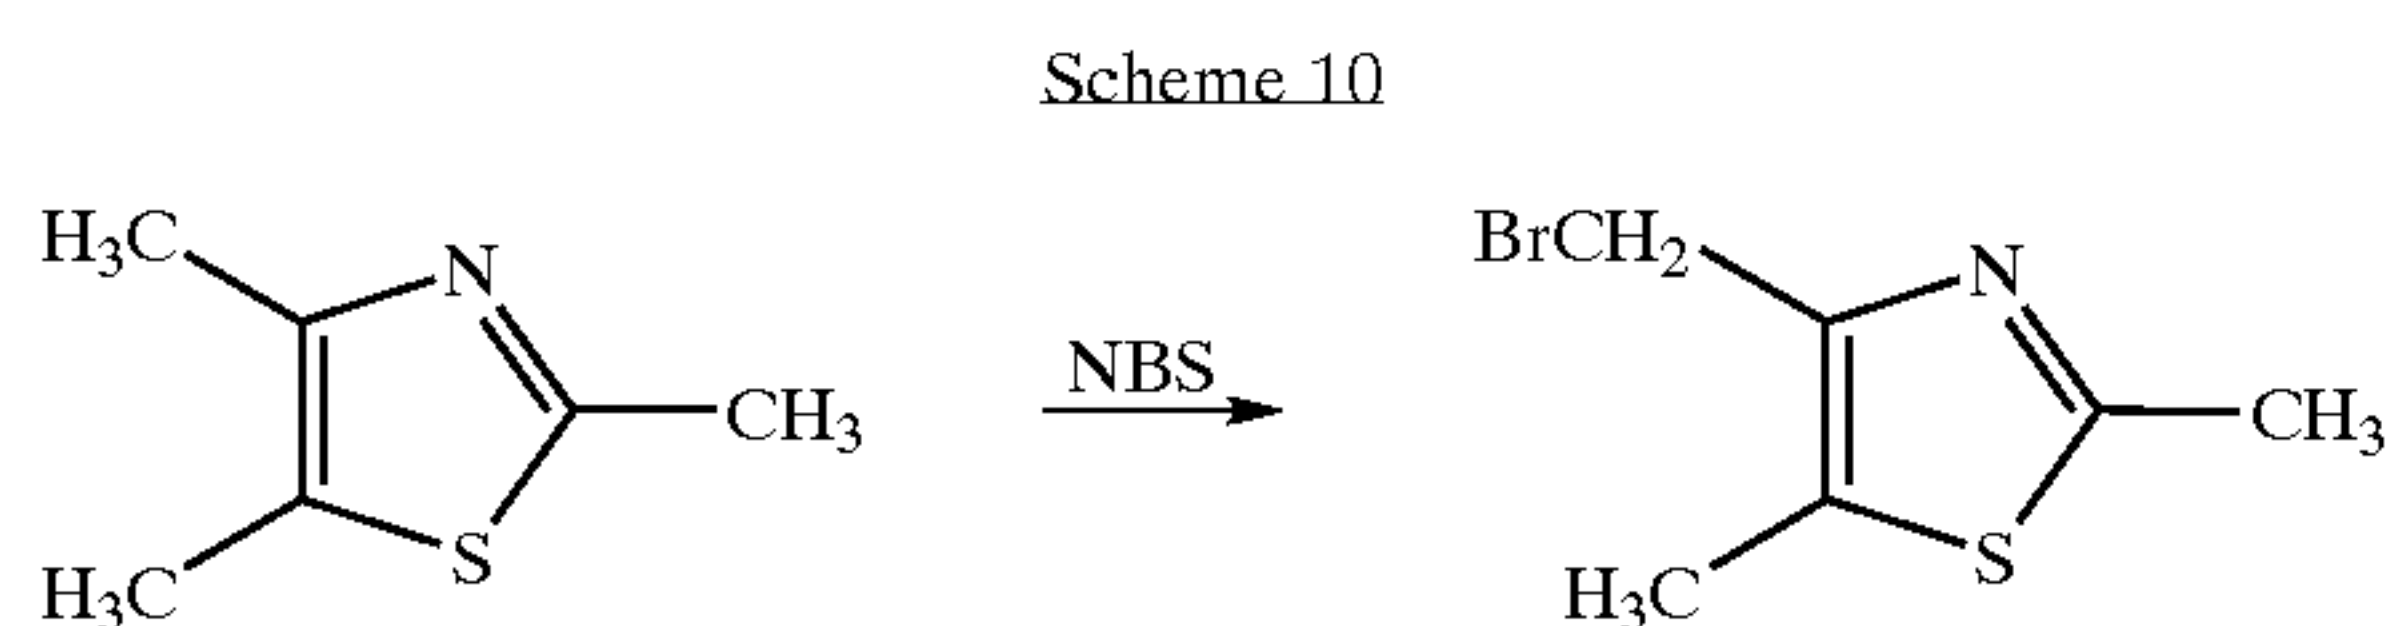 Scheme 10
H₃C N BrCH₂ N
NBS
CH₃ CH₃
H₃C S H₃C S